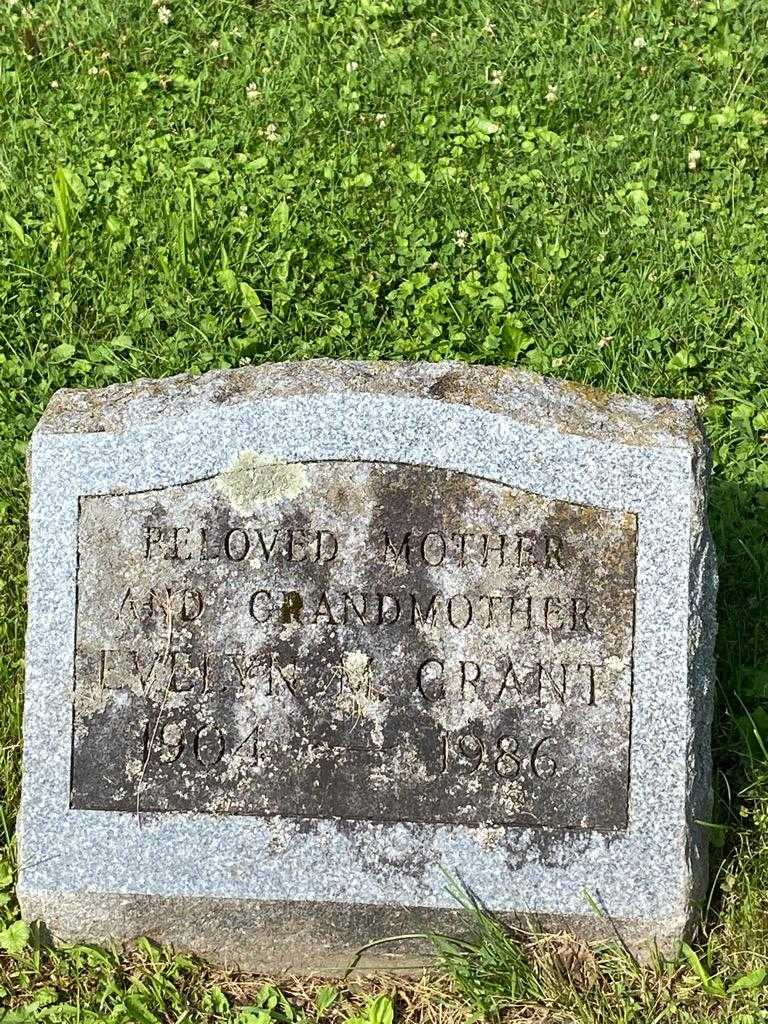 BELOVED MOTHER
AND GRANDMOTHER
EVELYN M. GRANT
1904 — 1986